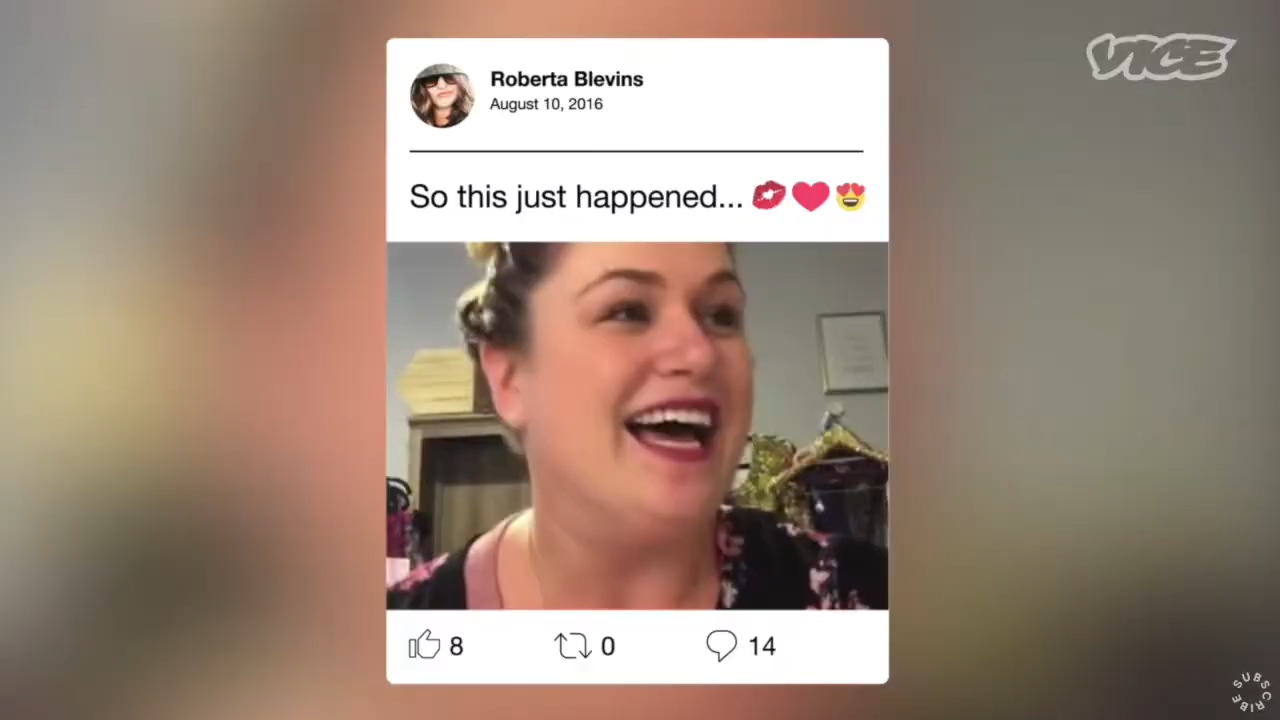 VICE
Roberta Blevins
August 10, 2016
So this just happened... 💋❤️😍
8
0
14
SUBSCRIBE